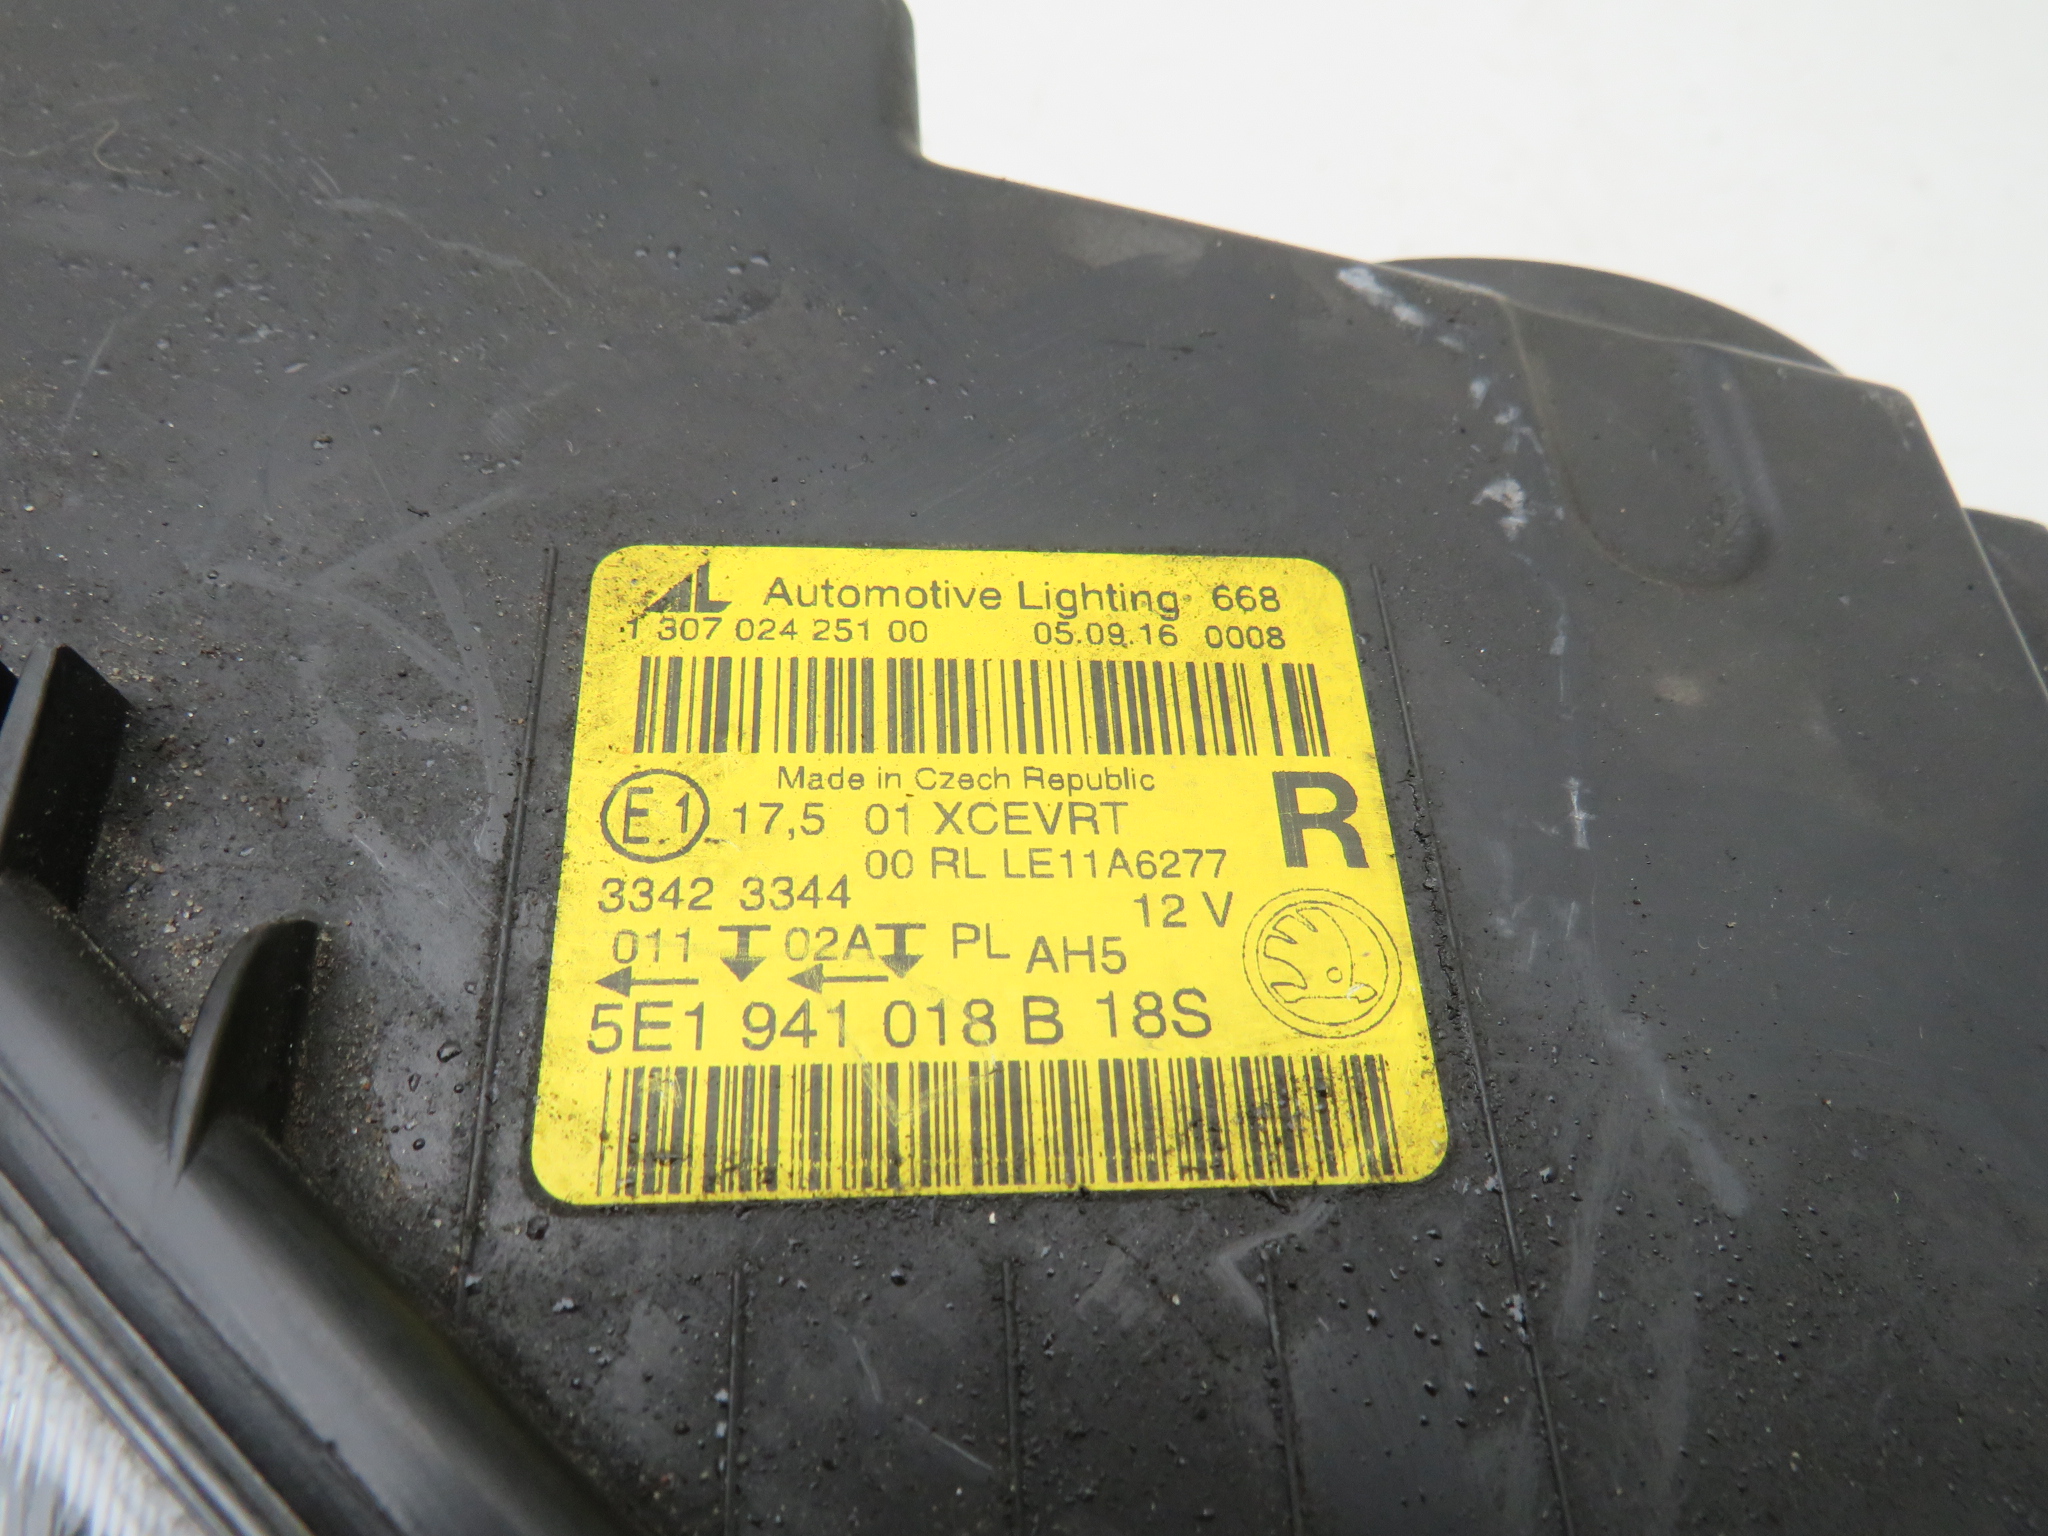 AL Automotive Lighting 668
1 307 024 251 00 05.09.16 0008
Made in Czech Republic
E1 17,5 01 XCEVRT R
00 RL LE11A6277
3342 3344 12 V
011 02A PL AH5
5E1 941 018 B 18S